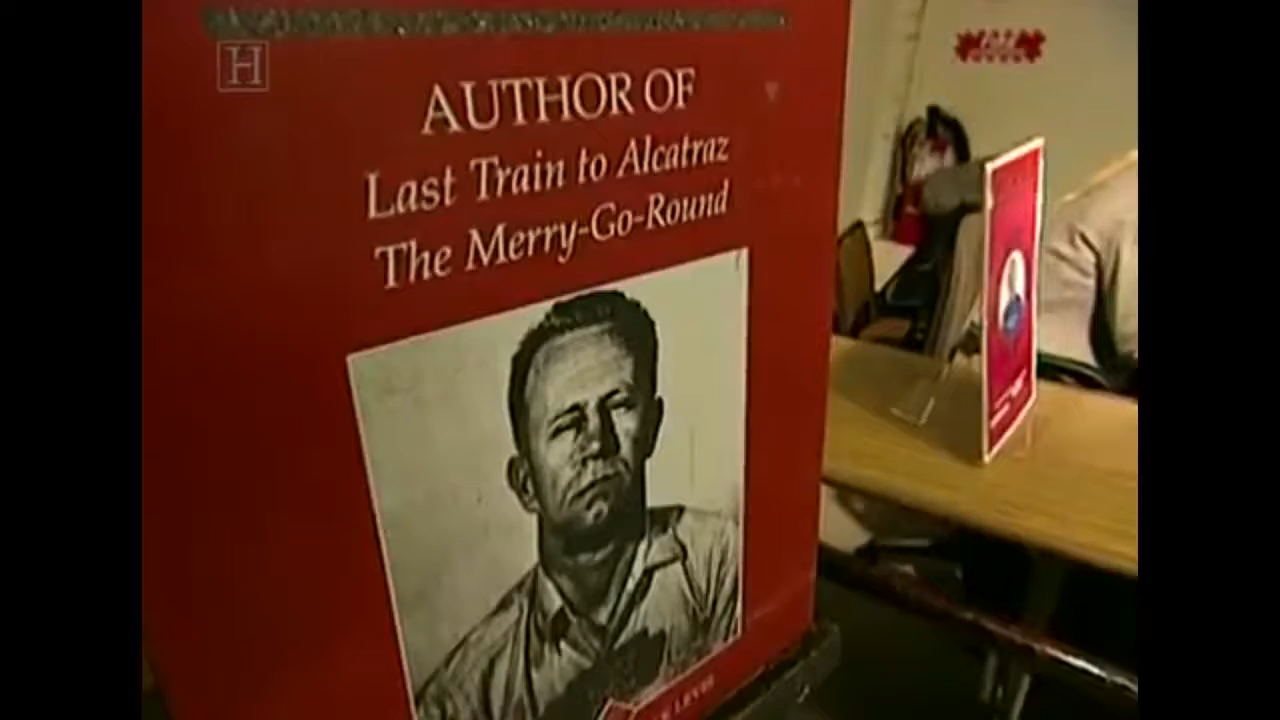 H
AUTHOR OF
Last Train to Alcatraz
The Merry-Go-Round